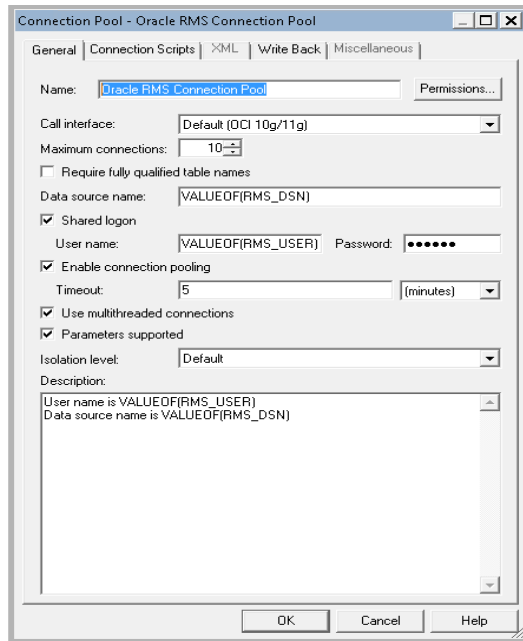 Connection Pool - Oracle RMS Connection Pool
General Connection Scripts XML Write Back Miscellaneous
Name: Oracle RMS Connection Pool Permissions...
Call interface: Default (OCI 10g/11g)
Maximum connections: 10
Require fully qualified table names
Data source name: VALUEOF(RMS_DSN)
Shared logon
User name: VALUEOF(RMS_USER) Password: ●●●●●●
Enable connection pooling
Timeout: 5 (minutes)
Use multithreaded connections
Parameters supported
Isolation level: Default
Description:
User name is VALUEOF(RMS_USER)
Data source name is VALUEOF(RMS_DSN)
OK Cancel Help